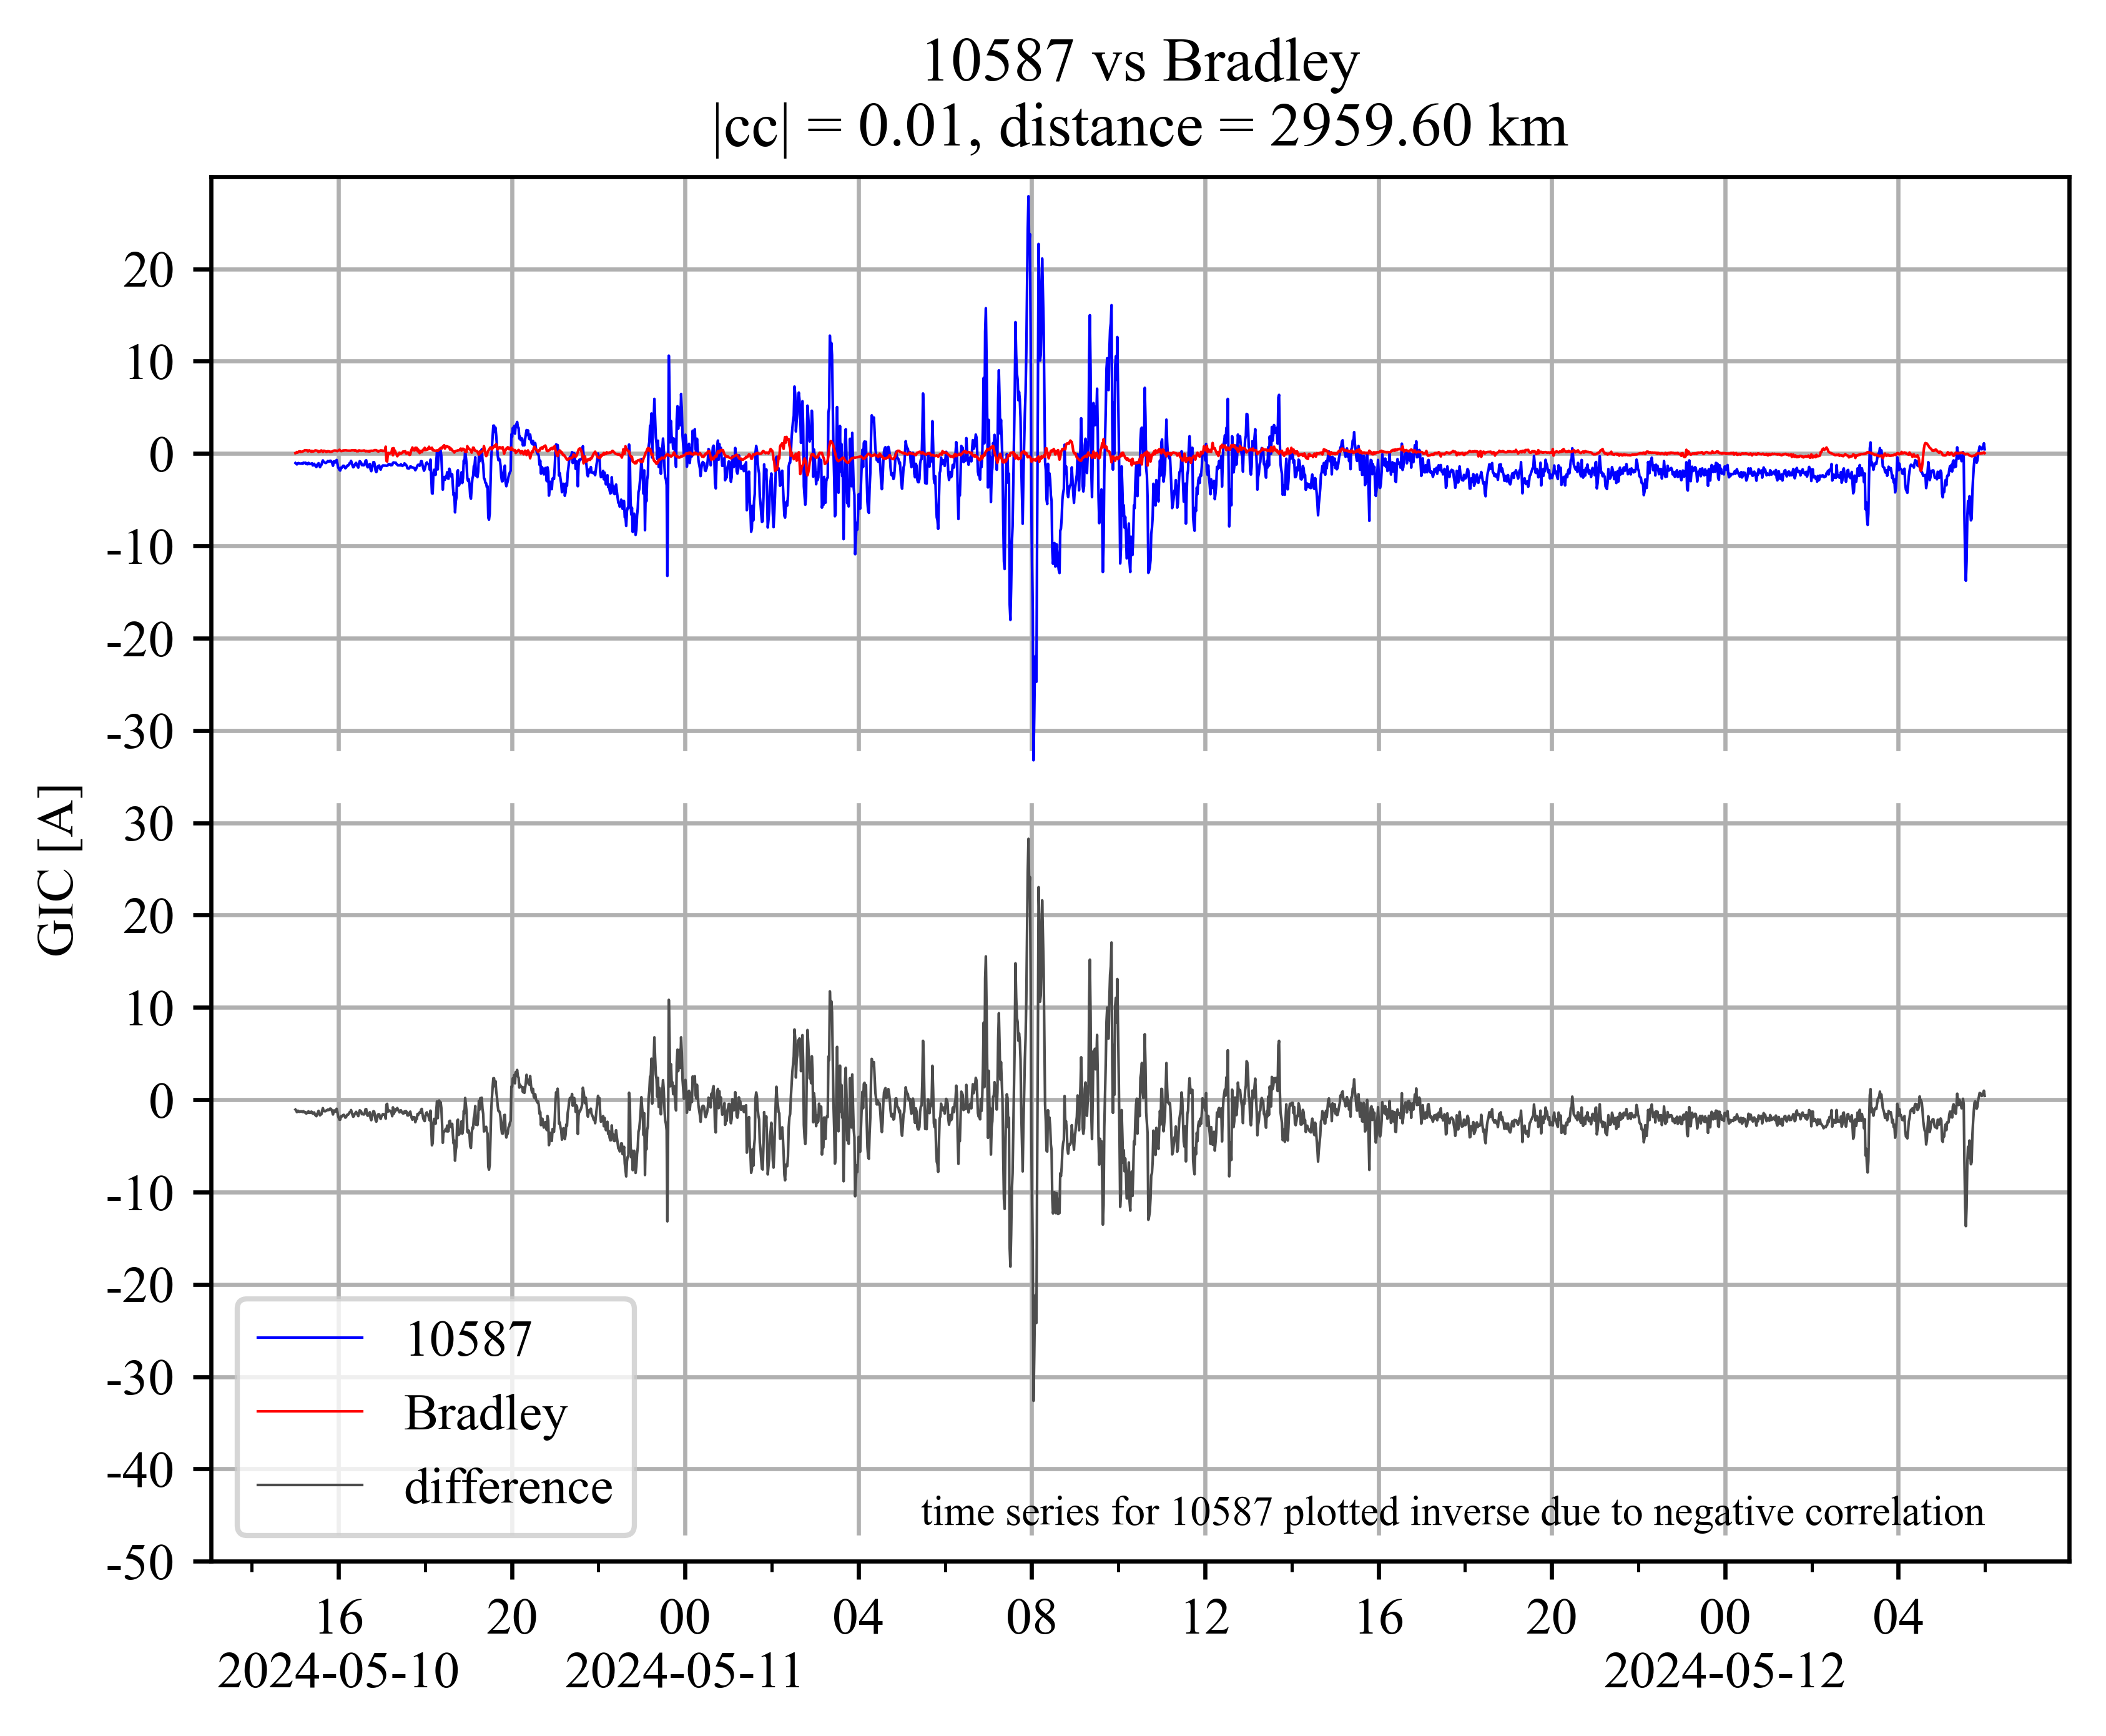 10587 vs Bradley
|cc| = 0.01, distance = 2959.60 km
GIC [A]
20
10
0
-10
-20
-30
30
20
10
0
-10
-20
-30
-40
-50
10587
Bradley
difference
time series for 10587 plotted inverse due to negative correlation
16 20 00 04 08 12 16 20 00 04
2024-05-10 2024-05-11 2024-05-12